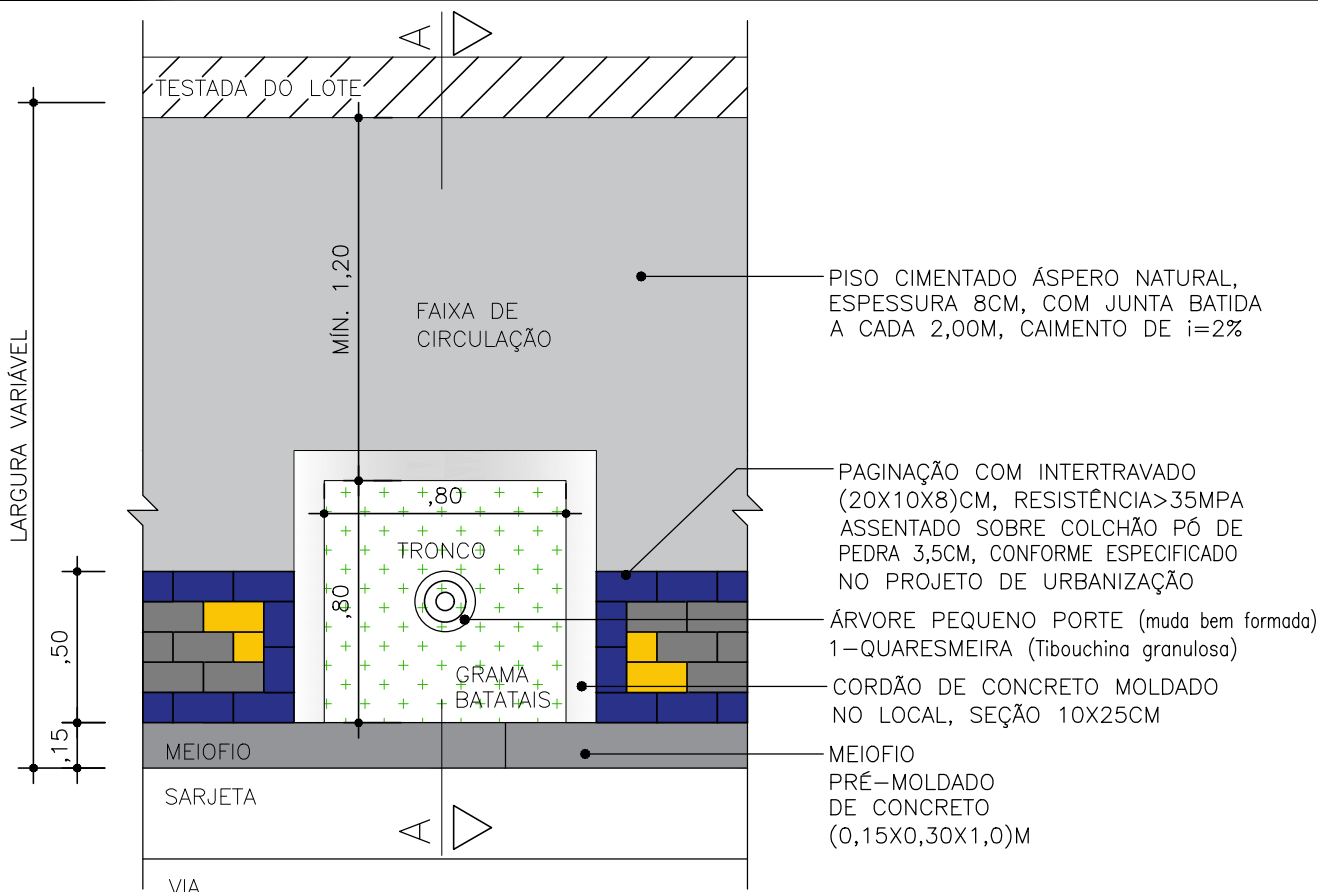 A
TESTADA DO LOTE
LARGURA VARIÁVEL
MÍN. 1,20
FAIXA DE
CIRCULAÇÃO
PISO CIMENTADO ÁSPERO NATURAL,
ESPESSURA 8CM, COM JUNTA BATIDA
A CADA 2,00M, CAIMENTO DE i=2%
PAGINAÇÃO COM INTERTRAVADO
(20X10X8)CM, RESISTÊNCIA>35MPA
ASSENTADO SOBRE COLCHÃO PÓ DE
PEDRA 3,5CM, CONFORME ESPECIFICADO
NO PROJETO DE URBANIZAÇÃO
,80
TRONCO
,80
,50
ÁRVORE PEQUENO PORTE (muda bem formada)
1-QUARESMEIRA (Tibouchina granulosa)
GRAMA
BATATAIS
CORDÃO DE CONCRETO MOLDADO
NO LOCAL, SEÇÃO 10X25CM
,15
MEIOFIO
MEIOFIO
PRÉ-MOLDADO
DE CONCRETO
(0,15X0,30X1,0)M
SARJETA
A
VIA